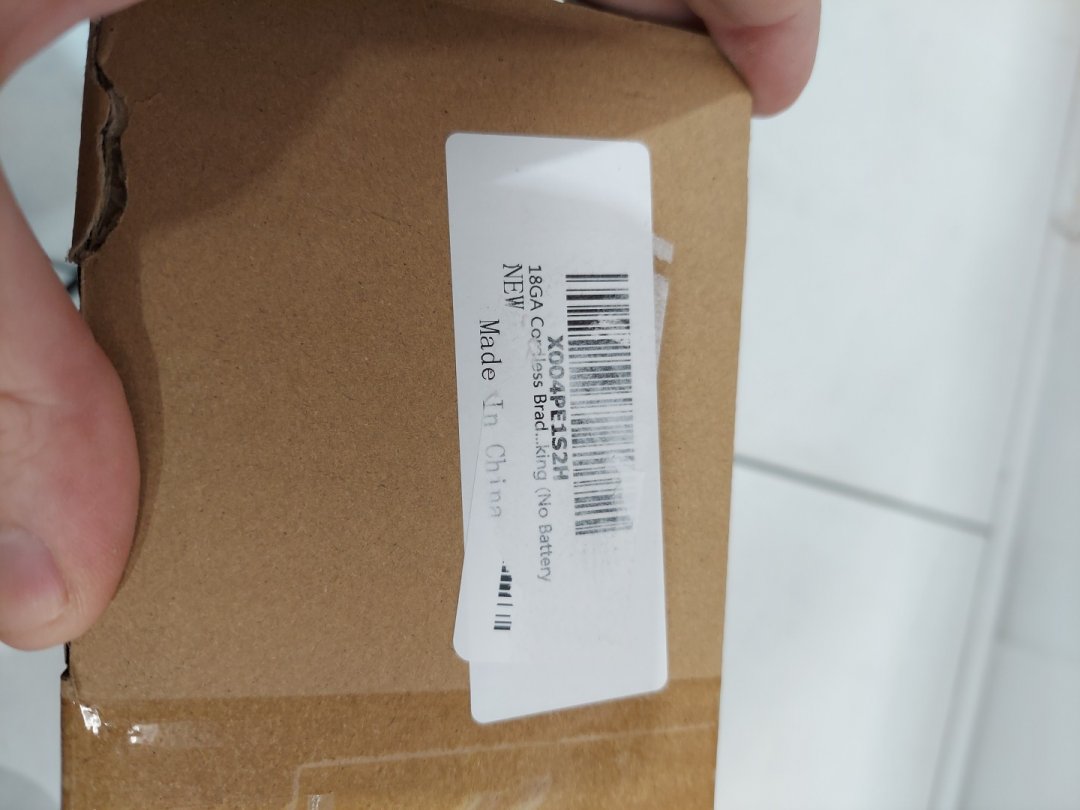 X004PE1S2H
18GA Cordless Brad...king (No Battery
NEW
Made In China